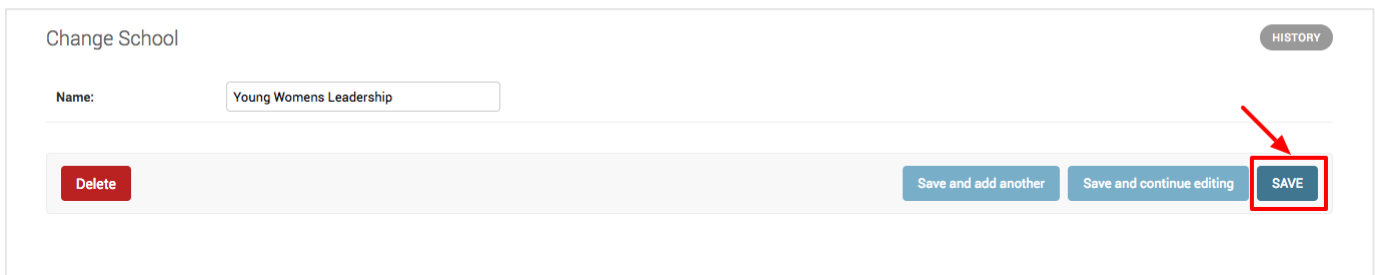 Change School
HISTORY
Name:
Young Womens Leadership
Delete
Save and add another
Save and continue editing
SAVE